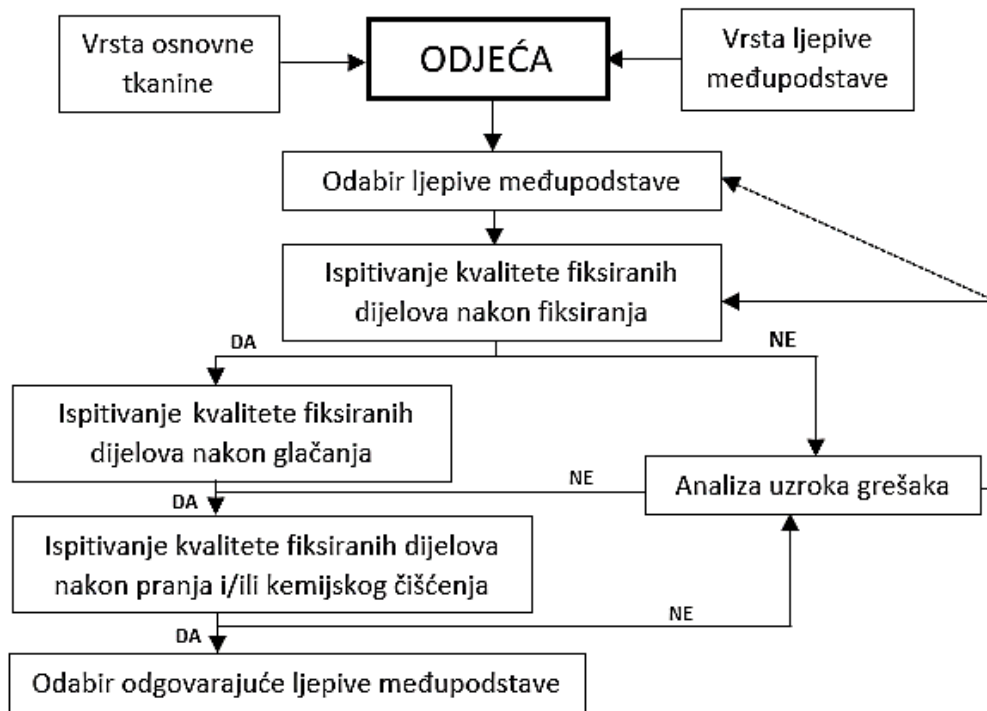 Vrsta osnovne
tkanine
ODJEĆA
Vrsta ljepive
međupodstave
Odabir ljepive međupodstave
Ispitivanje kvalitete fiksiranih
dijelova nakon fiksiranja
DA
NE
Ispitivanje kvalitete fiksiranih
dijelova nakon glačanja
NE
Analiza uzroka grešaka
DA
Ispitivanje kvalitete fiksiranih dijelova
nakon pranja i/ili kemijskog čišćenja
NE
DA
Odabir odgovarajuće ljepive međupodstave